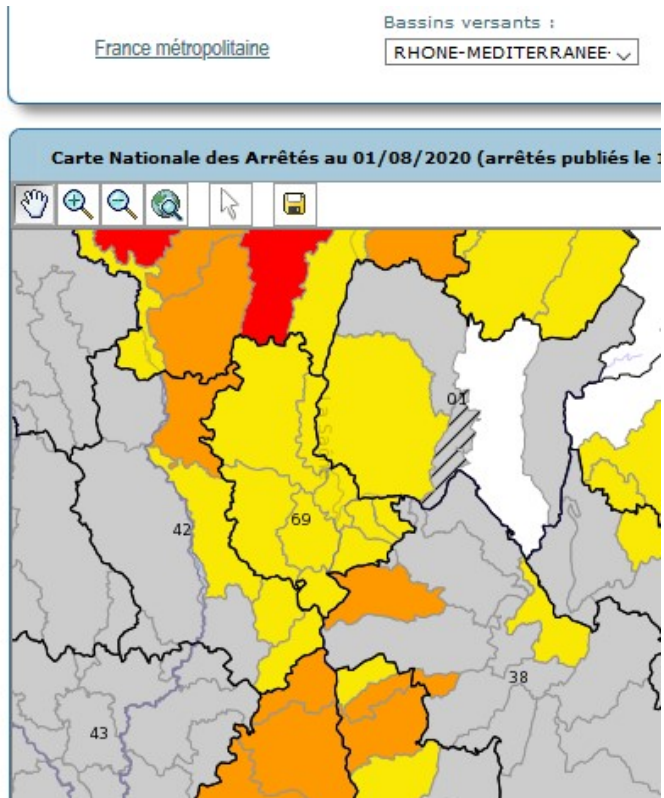 Bassins versants :
France métropolitaine
RHONE-MEDITERRANEE-
Carte Nationale des Arrêtés au 01/08/2020 (arrêtés publiés le
01
69
42
38
43